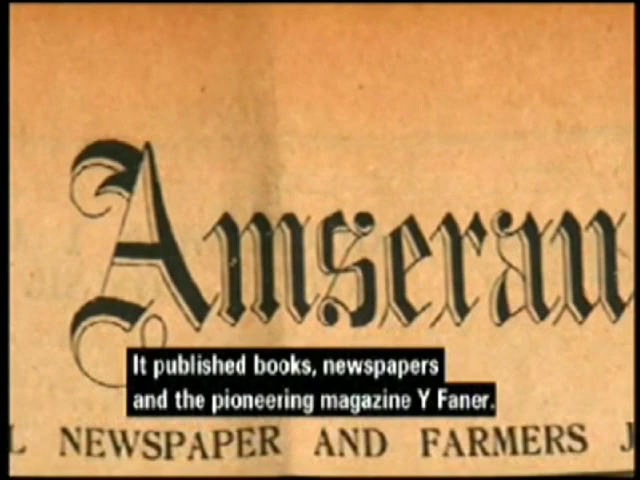 Amserau
It published books, newspapers
and the pioneering magazine Y Faner.
L NEWSPAPER AND FARMERS J